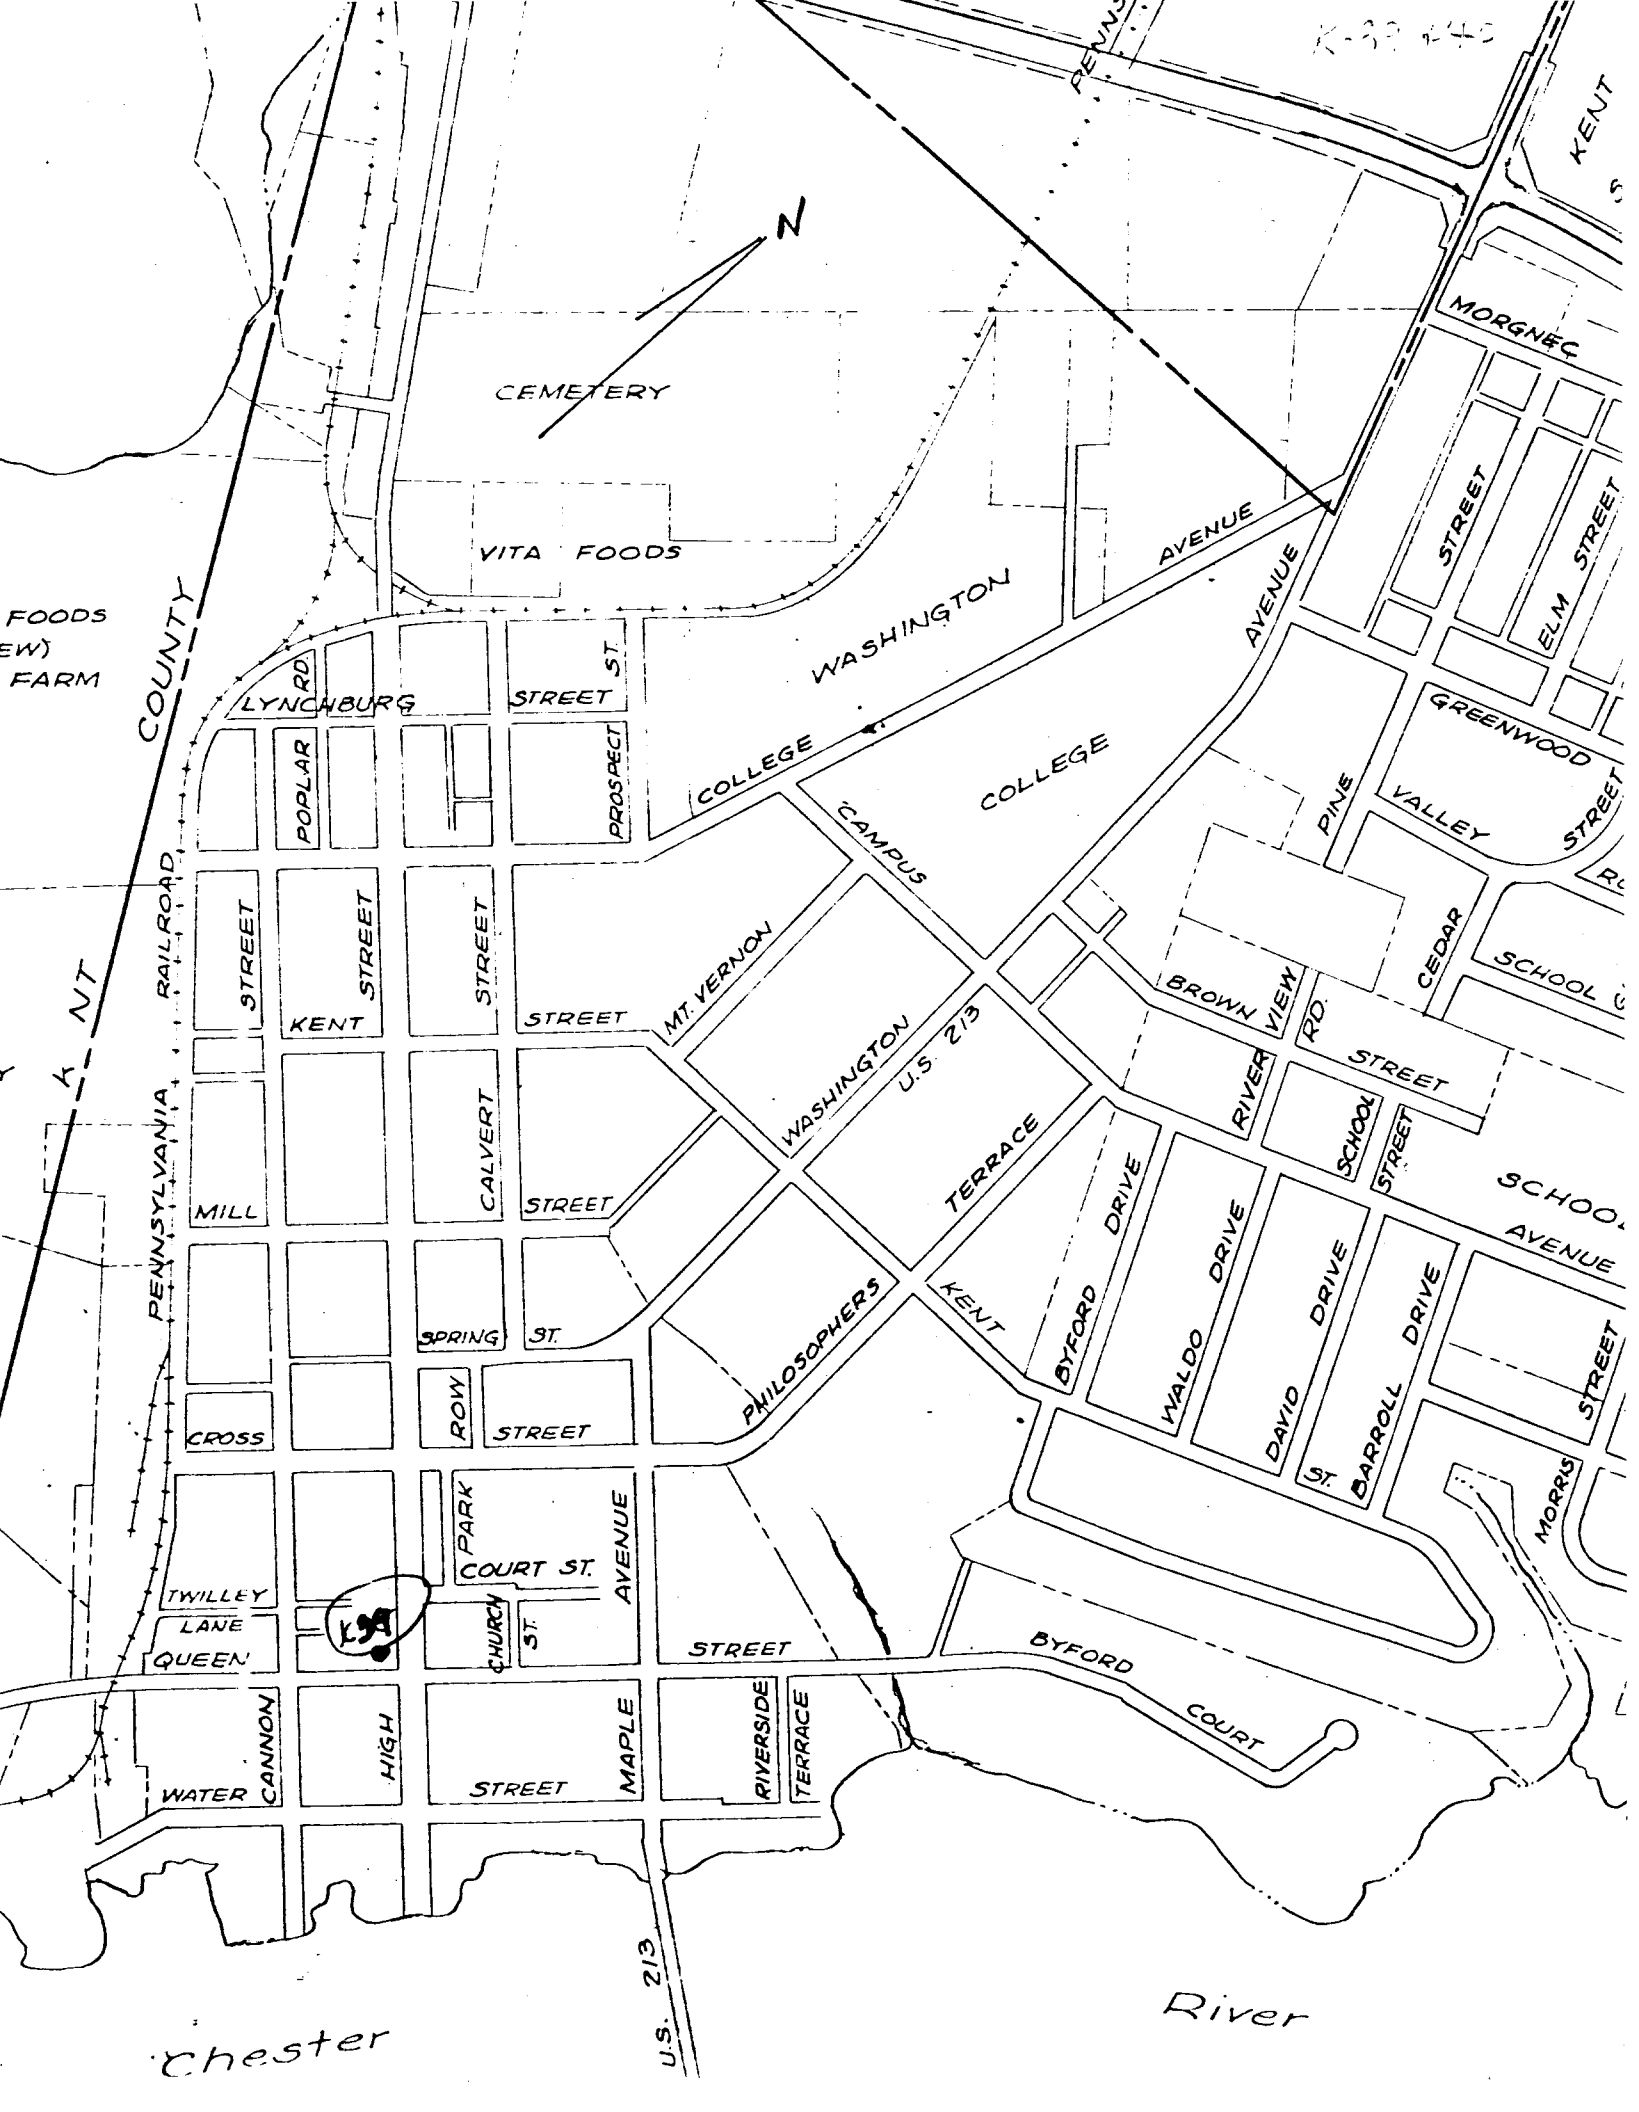 PENNS
KENT
N
MORGNEC
CEMETERY
STREET
STREET
ELM
AVENUE
AVENUE
VITA FOODS
WASHINGTON
FOODS
EW)
FARM
COUNTY
LYNCHBURG
STREET
ST.
PROSPECT
POPLAR
RD.
GREENWOOD
STREET
COLLEGE
COLLEGE
CAMPUS
PINE
VALLEY
CEDAR
SCHOOL
RAILROAD
STREET
STREET
STREET
KENT
STREET
MT. VERNON
BROWN
STREET
RIVER VIEW
RD.
NT
K
WASHINGTON
U.S. 213
TERRACE
SCHOOL
STREET
SCHOOL
AVENUE
PENNSYLVANIA
CALVERT
MILL
STREET
BYFORD DRIVE
WALDO DRIVE
DAVID DRIVE
BARROLL DRIVE
ST.
SPRING
ST.
PHILOSOPHERS
KENT
MORRIS STREET
ROW
CROSS
STREET
PARK
COURT ST.
AVENUE
TWILLEY
LANE
CHURCH
ST.
QUEEN
STREET
BYFORD
COURT
CANNON
HIGH
MAPLE
RIVERSIDE
TERRACE
WATER
STREET
U.S. 213
Chester
River